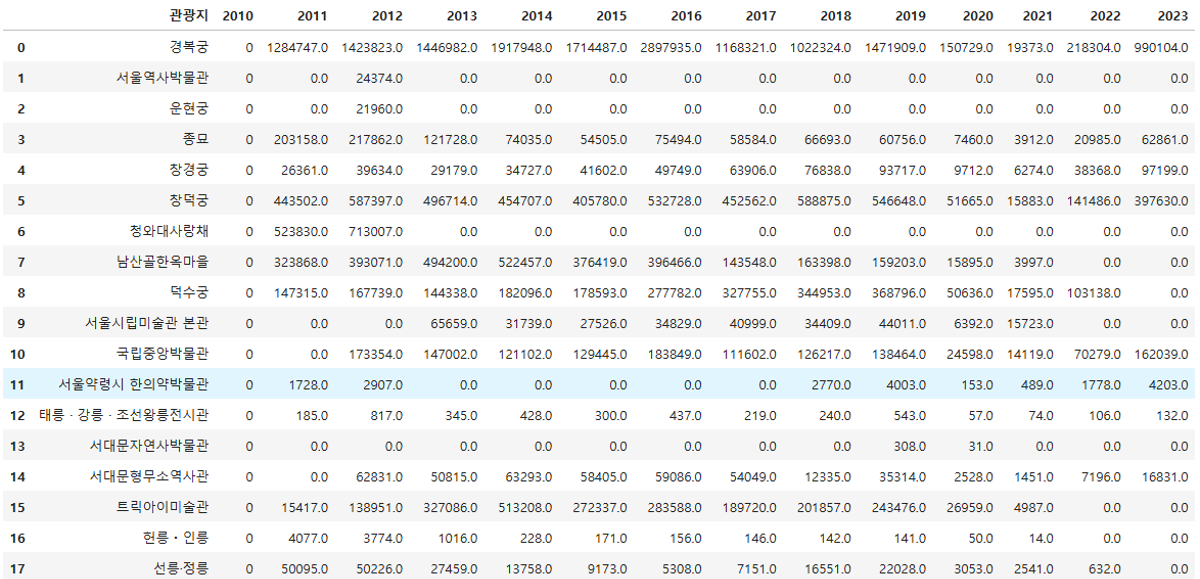 관광지 2010 2011 2012 2013 2014 2015 2016 2017 2018 2019 2020 2021 2022 2023
0 경복궁 0 1284747.0 1423823.0 1446982.0 1917948.0 1714487.0 2897935.0 1168321.0 1022324.0 1471909.0 150729.0 19373.0 218304.0 990104.0
1 서울역사박물관 0 0.0 24374.0 0.0 0.0 0.0 0.0 0.0 0.0 0.0 0.0 0.0 0.0 0.0
2 운현궁 0 0.0 21960.0 0.0 0.0 0.0 0.0 0.0 0.0 0.0 0.0 0.0 0.0 0.0
3 종묘 0 203158.0 217862.0 121728.0 74035.0 54505.0 75494.0 58584.0 66693.0 60756.0 7460.0 3912.0 20985.0 62861.0
4 창경궁 0 26361.0 39634.0 29179.0 34727.0 41602.0 49749.0 63906.0 76838.0 93717.0 9712.0 6274.0 38368.0 97199.0
5 창덕궁 0 443502.0 587397.0 496714.0 454707.0 405780.0 532728.0 452562.0 588875.0 546648.0 51665.0 15883.0 141486.0 397630.0
6 청와대사랑채 0 523830.0 713007.0 0.0 0.0 0.0 0.0 0.0 0.0 0.0 0.0 0.0 0.0 0.0
7 남산골한옥마을 0 323868.0 393071.0 494200.0 522457.0 376419.0 396466.0 143548.0 163398.0 159203.0 15895.0 3997.0 0.0 0.0
8 덕수궁 0 147315.0 167739.0 144338.0 182096.0 178593.0 277782.0 327755.0 344953.0 368796.0 50636.0 17595.0 103138.0 0.0
9 서울시립미술관 본관 0 0.0 0.0 65659.0 31739.0 27526.0 34829.0 40999.0 34409.0 44011.0 6392.0 15723.0 0.0 0.0
10 국립중앙박물관 0 0.0 173354.0 147002.0 121102.0 129445.0 183849.0 111602.0 126217.0 138464.0 24598.0 14119.0 70279.0 162039.0
11 서울약령시 한의약박물관 0 1728.0 2907.0 0.0 0.0 0.0 0.0 0.0 2770.0 4003.0 153.0 489.0 1778.0 4203.0
12 태릉 · 강릉 · 조선왕릉전시관 0 185.0 817.0 345.0 428.0 300.0 437.0 219.0 240.0 543.0 57.0 74.0 106.0 132.0
13 서대문자연사박물관 0 0.0 0.0 0.0 0.0 0.0 0.0 0.0 0.0 308.0 31.0 0.0 0.0 0.0
14 서대문형무소역사관 0 0.0 62831.0 50815.0 63293.0 58405.0 59086.0 54049.0 12335.0 35314.0 2528.0 1451.0 7196.0 16831.0
15 트릭아이미술관 0 15417.0 138951.0 327086.0 513208.0 272337.0 283588.0 189720.0 201857.0 243476.0 26959.0 4987.0 0.0 0.0
16 헌릉 · 인릉 0 4077.0 3774.0 1016.0 228.0 171.0 156.0 146.0 142.0 141.0 50.0 14.0 0.0 0.0
17 선릉·정릉 0 50095.0 50226.0 27459.0 13758.0 9173.0 5308.0 7151.0 16551.0 22028.0 3053.0 2541.0 632.0 0.0